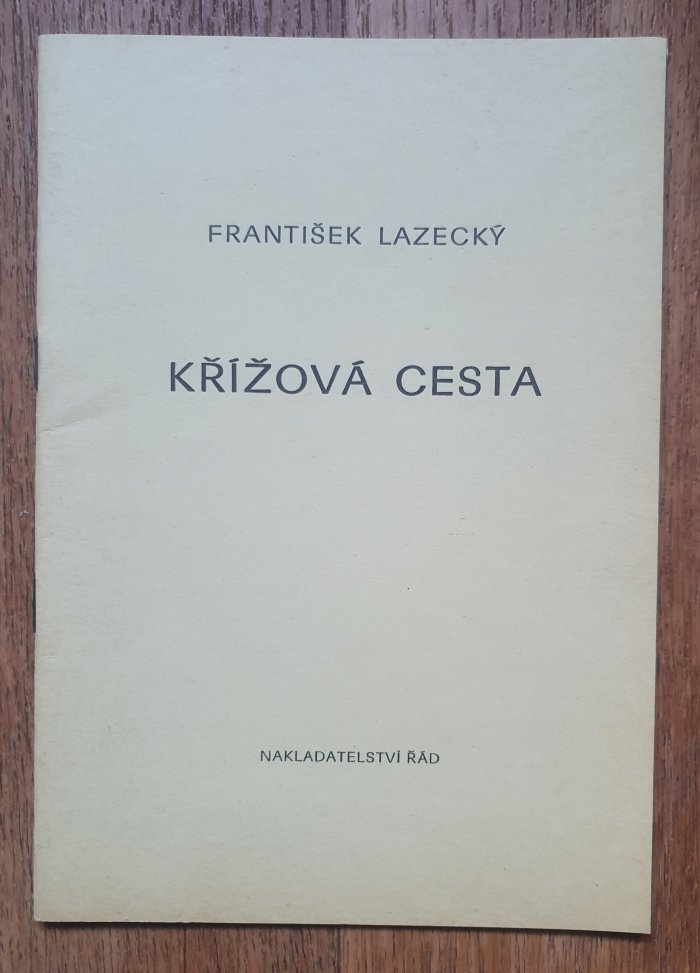 FRANTIŠEK LAZECKÝ
KŘÍŽOVÁ CESTA
NAKLADATELSTVÍ ŘÁD